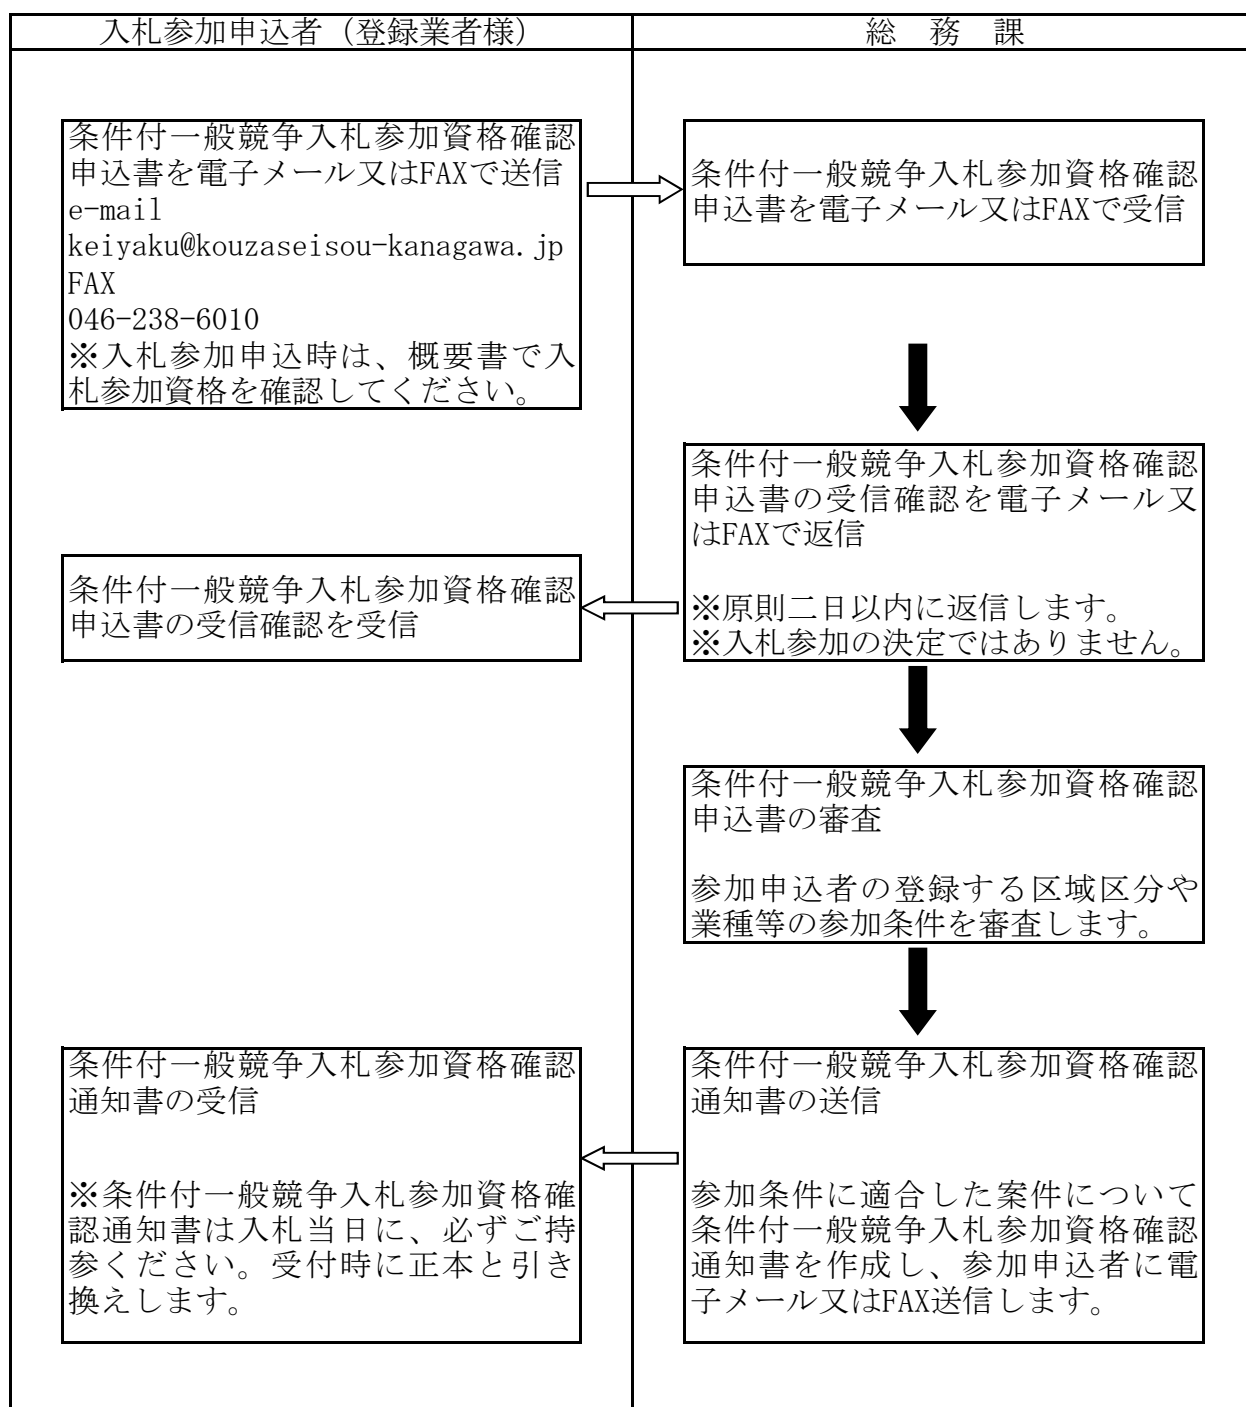 入札参加申込者（登録業者様）
総　務　課
条件付一般競争入札参加資格確認
申込書を電子メール又はFAXで送信
e-mail
keiyaku@kouzaseisou-kanagawa.jp
FAX
046-238-6010
※入札参加申込時は、概要書で入
札参加資格を確認してください。
条件付一般競争入札参加資格確認
申込書を電子メール又はFAXで受信
条件付一般競争入札参加資格確認
申込書の受信確認を電子メール又
はFAXで返信
※原則二日以内に返信します。
※入札参加の決定ではありません。
条件付一般競争入札参加資格確認
申込書の受信確認を受信
条件付一般競争入札参加資格確認
申込書の審査
参加申込者の登録する区域区分や
業種等の参加条件を審査します。
条件付一般競争入札参加資格確認
通知書の送信
参加条件に適合した案件について
条件付一般競争入札参加資格確認
通知書を作成し、参加申込者に電
子メール又はFAX送信します。
条件付一般競争入札参加資格確認
通知書の受信
※条件付一般競争入札参加資格確
認通知書は入札当日に、必ずご持
参ください。受付時に正本と引き
換えします。